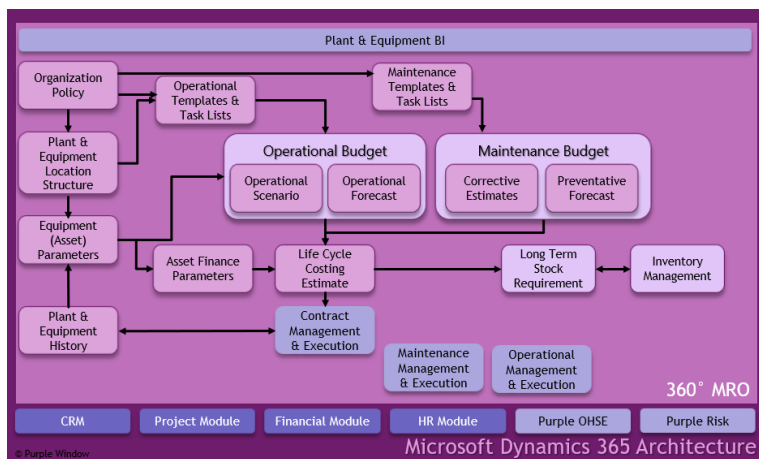 Plant & Equipment BI
Organization
Policy
Operational
Templates &
Task Lists
Maintenance
Templates &
Task Lists
Plant &
Equipment
Location
Structure
Operational Budget
Operational
Scenario
Operational
Forecast
Maintenance Budget
Corrective
Estimates
Preventative
Forecast
Equipment
(Asset)
Parameters
Asset Finance
Parameters
Life Cycle
Costing
Estimate
Long Term
Stock
Requirement
Inventory
Management
Plant &
Equipment
History
Contract
Management
& Execution
Maintenance
Management
& Execution
Operational
Management
& Execution
360° MRO
CRM
Project Module
Financial Module
HR Module
Purple OHSE
Purple Risk
Microsoft Dynamics 365 Architecture
© Purple Window